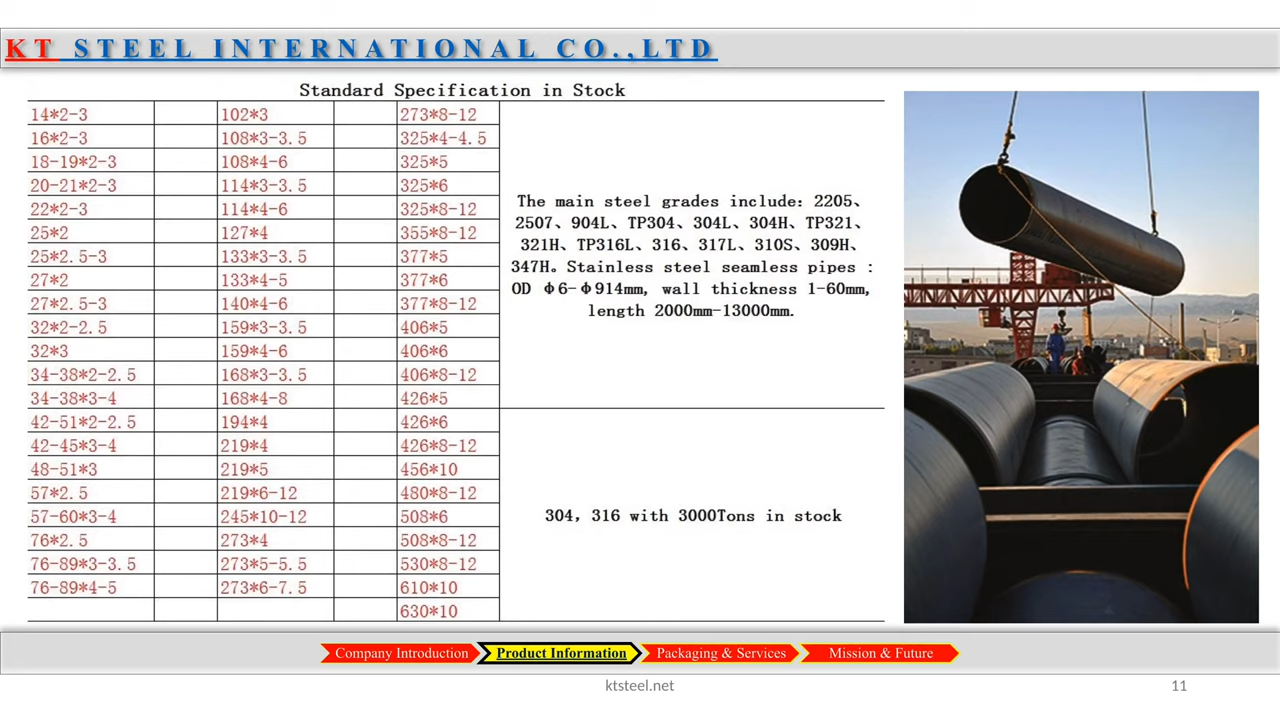 KT STEEL INTERNATIONAL CO.,LTD
Standard Specification in Stock
14*2-3 102*3 273*8-12
16*2-3 108*3-3.5 325*4-4.5
18-19*2-3 108*4-6 325*5
20-21*2-3 114*3-3.5 325*6
22*2-3 114*4-6 325*8-12
25*2 127*4 355*8-12
25*2.5-3 133*3-3.5 377*5
27*2 133*4-5 377*6
27*2.5-3 140*4-6 377*8-12
32*2-2.5 159*3-3.5 406*5
32*3 159*4-6 406*6
34-38*2-2.5 168*3-3.5 406*8-12
34-38*3-4 168*4-8 426*5
42-51*2-2.5 194*4 426*6
42-45*3-4 219*4 426*8-12
48-51*3 219*5 456*10
57*2.5 219*6-12 480*8-12
57-60*3-4 245*10-12 508*6
76*2.5 273*4 508*8-12
76-89*3-3.5 273*5-5.5 530*8-12
76-89*4-5 273*6-7.5 610*10
630*10
The main steel grades include: 2205、
2507、904L、TP304、304L、304H、TP321、
321H、TP316L、316、317L、310S、309H、
347H。Stainless steel seamless pipes :
OD Φ6-Φ914mm, wall thickness 1-60mm,
length 2000mm-13000mm.
304, 316 with 3000Tons in stock
Company Introduction
Product Information
Packaging & Services
Mission & Future
ktsteel.net
11